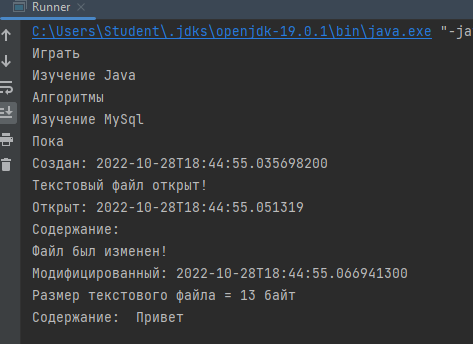 Runner
C:\Users\Student\.jdks\openjdk-19.0.1\bin\java.exe "-ja
Играть
Изучение Java
Алгоритмы
Изучение MySql
Пока
Создан: 2022-10-28T18:44:55.035698200
Текстовый файл открыт!
Открыт: 2022-10-28T18:44:55.051319
Содержание:
Файл был изменен!
Модифицированный: 2022-10-28T18:44:55.066941300
Размер текстового файла = 13 байт
Содержание:  Привет